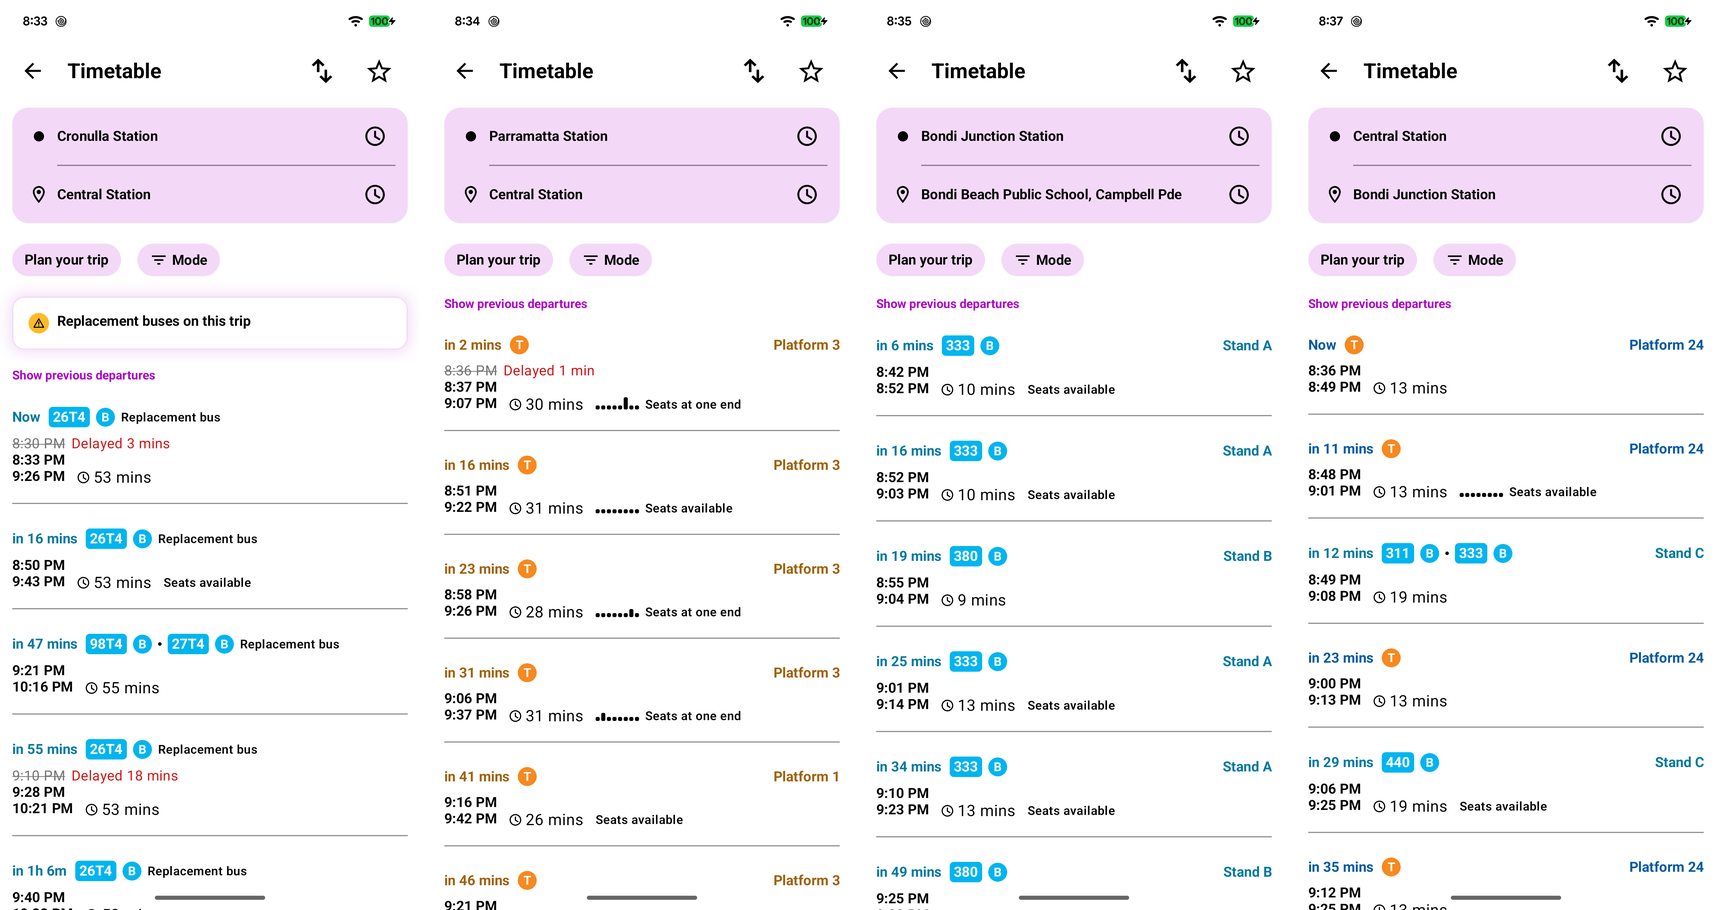 8:33
100
Timetable
Cronulla Station
Central Station
Plan your trip
Mode
Replacement buses on this trip
Show previous departures
Now 26T4 B Replacement bus
8:30 PM Delayed 3 mins
8:33 PM
9:26 PM 53 mins
in 16 mins 26T4 B Replacement bus
8:50 PM
9:43 PM 53 mins Seats available
in 47 mins 98T4 B • 27T4 B Replacement bus
9:21 PM
10:16 PM 55 mins
in 55 mins 26T4 B Replacement bus
9:10 PM Delayed 18 mins
9:28 PM
10:21 PM 53 mins
in 1h 6m 26T4 B Replacement bus
9:40 PM
8:34
100
Timetable
Parramatta Station
Central Station
Plan your trip
Mode
Show previous departures
in 2 mins T Platform 3
8:36 PM Delayed 1 min
8:37 PM
9:07 PM 30 mins Seats at one end
in 16 mins T Platform 3
8:51 PM
9:22 PM 31 mins Seats available
in 23 mins T Platform 3
8:58 PM
9:26 PM 28 mins Seats at one end
in 31 mins T Platform 3
9:06 PM
9:37 PM 31 mins Seats at one end
in 41 mins T Platform 1
9:16 PM
9:42 PM 26 mins Seats available
in 46 mins T Platform 3
9:21 PM
8:35
100
Timetable
Bondi Junction Station
Bondi Beach Public School, Campbell Pde
Plan your trip
Mode
Show previous departures
in 6 mins 333 B Stand A
8:42 PM
8:52 PM 10 mins Seats available
in 16 mins 333 B Stand A
8:52 PM
9:03 PM 10 mins Seats available
in 19 mins 380 B Stand B
8:55 PM
9:04 PM 9 mins
in 25 mins 333 B Stand A
9:01 PM
9:14 PM 13 mins Seats available
in 34 mins 333 B Stand A
9:10 PM
9:23 PM 13 mins Seats available
in 49 mins 380 B Stand B
9:25 PM
8:37
100
Timetable
Central Station
Bondi Junction Station
Plan your trip
Mode
Show previous departures
Now T Platform 24
8:36 PM
8:49 PM 13 mins
in 11 mins T Platform 24
8:48 PM
9:01 PM 13 mins Seats available
in 12 mins 311 B • 333 B Stand C
8:49 PM
9:08 PM 19 mins
in 23 mins T Platform 24
9:00 PM
9:13 PM 13 mins
in 29 mins 440 B Stand C
9:06 PM
9:25 PM 19 mins Seats available
in 35 mins T Platform 24
9:12 PM
9:25 PM 13 mins